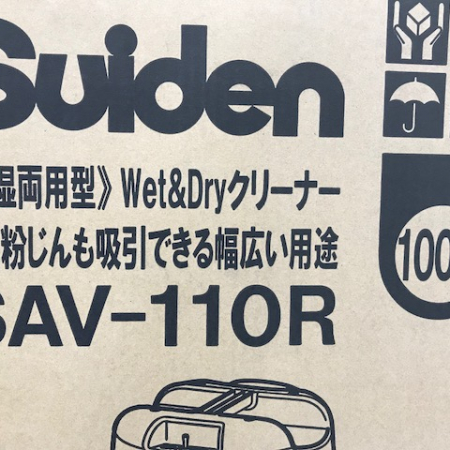 Suiden
湿両用型》Wet&Dryクリーナー
粉じんも吸引できる幅広い用途
SAV-110R
100